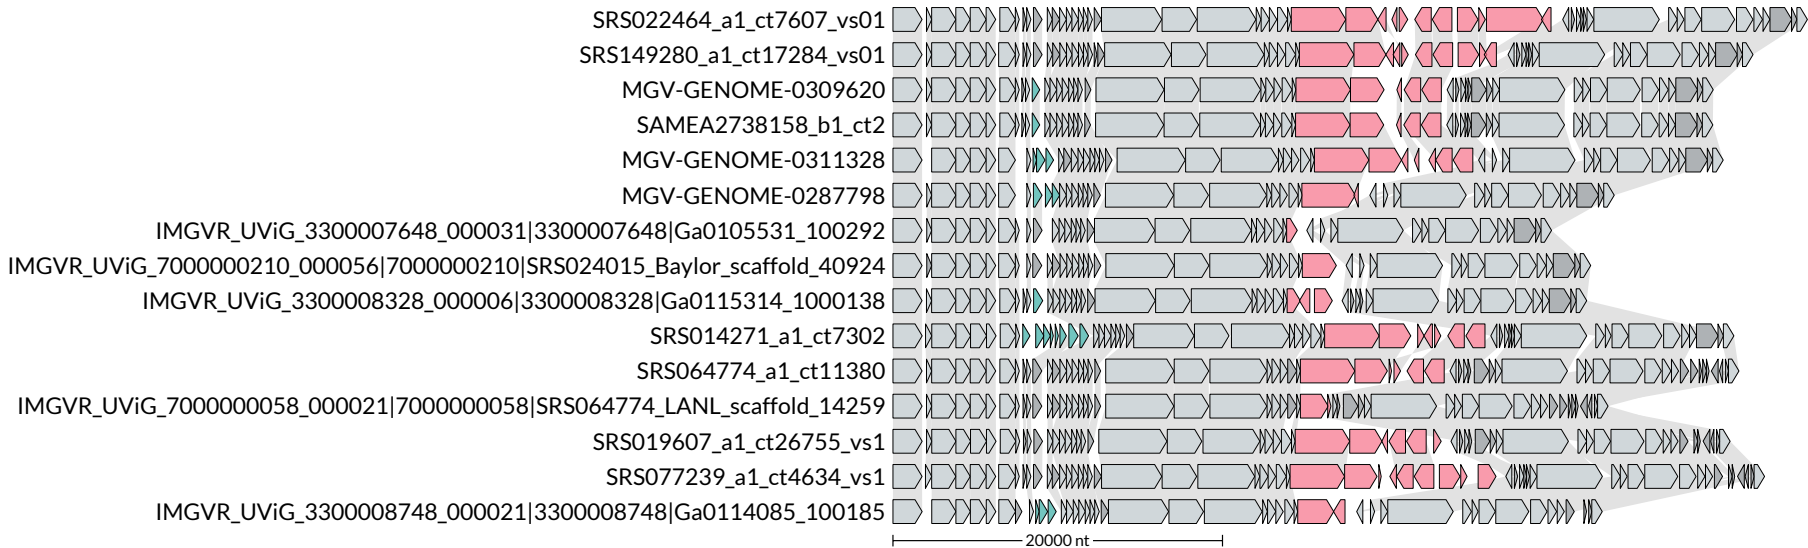 SRS022464_a1_ct7607_vs01
SRS149280_a1_ct17284_vs01
MGV-GENOME-0309620
SAMEA2738158_b1_ct2
MGV-GENOME-0311328
MGV-GENOME-0287798
IMGVR_UViG_3300007648_000031|3300007648|Ga0105531_100292
IMGVR_UViG_7000000210_000056|7000000210|SRS024015_Baylor_scaffold_40924
IMGVR_UViG_3300008328_000006|3300008328|Ga0115314_1000138
SRS014271_a1_ct7302
SRS064774_a1_ct11380
IMGVR_UViG_7000000058_000021|7000000058|SRS064774_LANL_scaffold_14259
SRS019607_a1_ct26755_vs1
SRS077239_a1_ct4634_vs1
IMGVR_UViG_3300008748_000021|3300008748|Ga0114085_100185
20000 nt